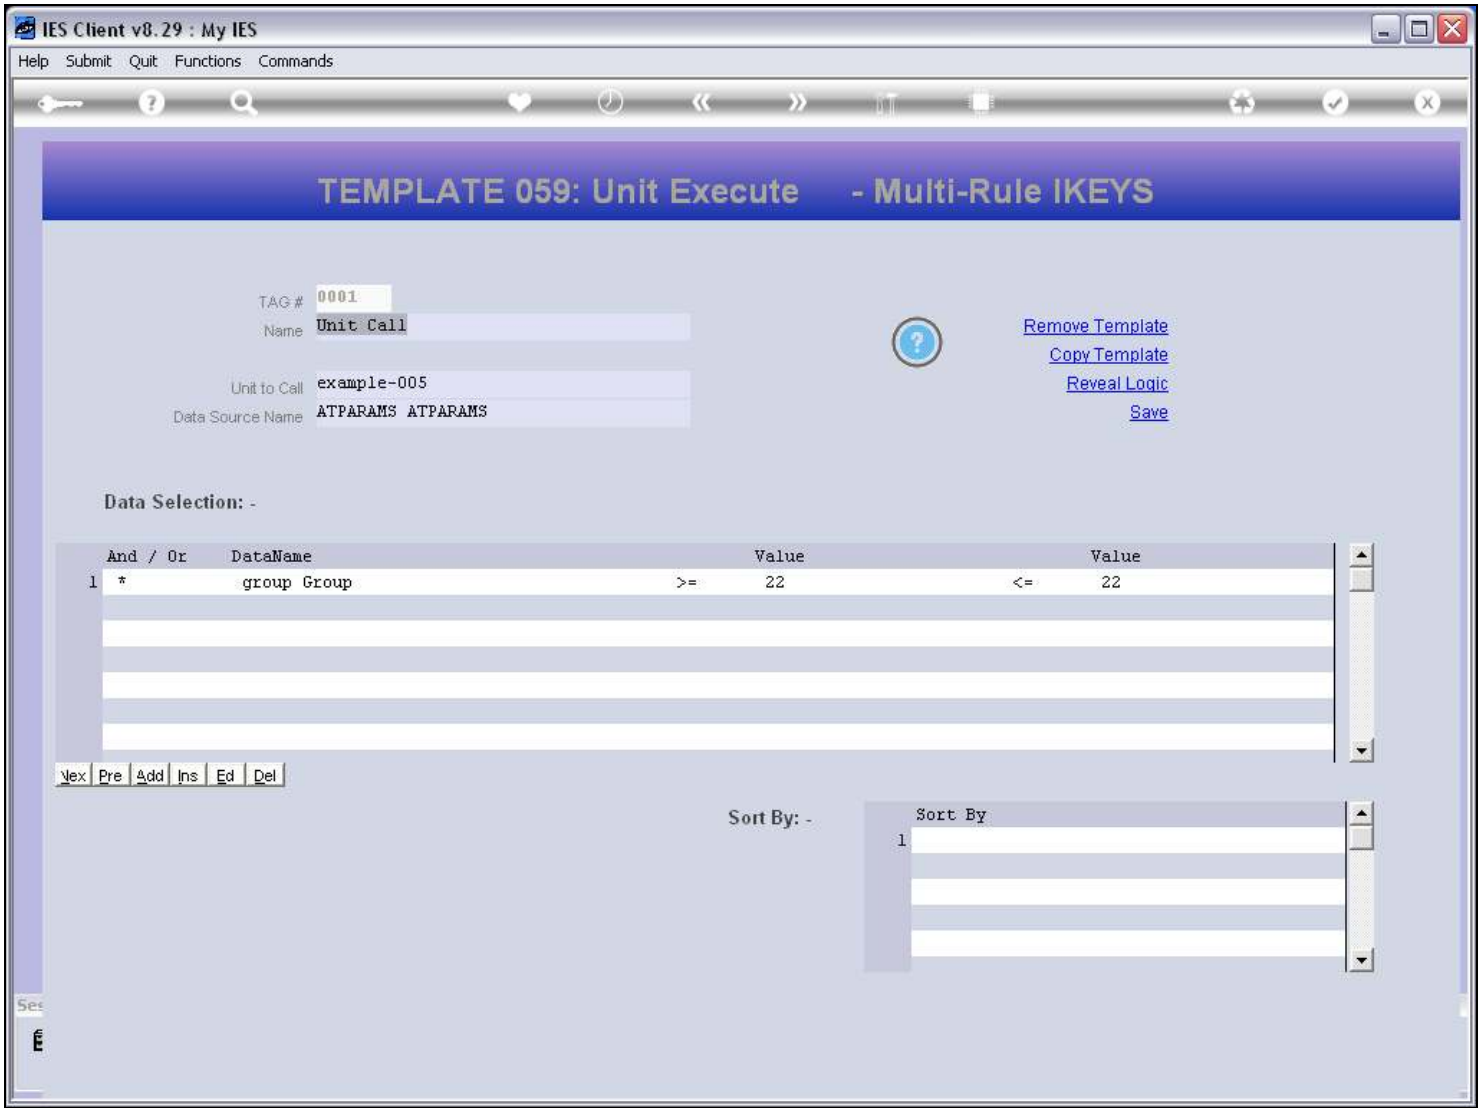 IES Client v8.29 : My IES
Help Submit Quit Functions Commands
TEMPLATE 059: Unit Execute - Multi-Rule IKEYS
TAG # 0001
Name Unit Call
Remove Template
Copy Template
Unit to Call example-005
Reveal Logic
Data Source Name ATPARAMS ATPARAMS
Save
Data Selection: -
And / Or DataName Value Value
1 * group Group >= 22 <= 22
Nex Pre Add Ins Ed Del
Sort By: -
Sort By
1
Ses